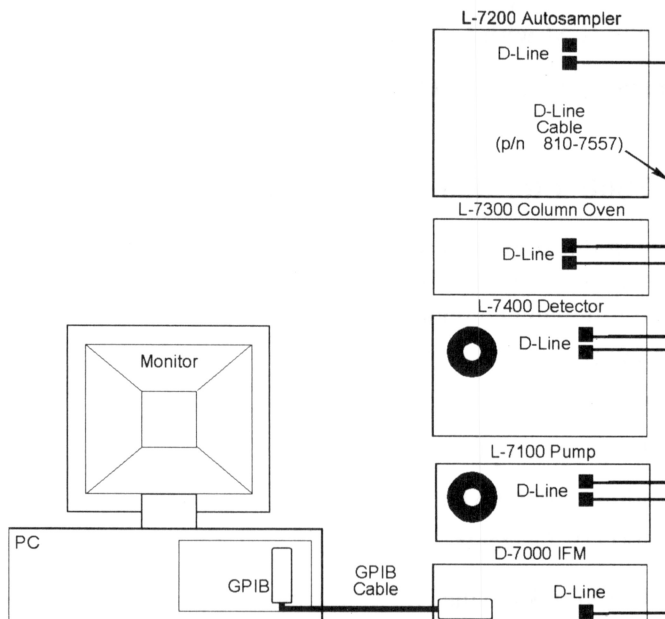 L-7200 Autosampler
D-Line
D-Line
Cable
(p/n 810-7557)
L-7300 Column Oven
D-Line
L-7400 Detector
D-Line
Monitor
L-7100 Pump
D-Line
PC
D-7000 IFM
GPIB
GPIB
Cable
D-Line